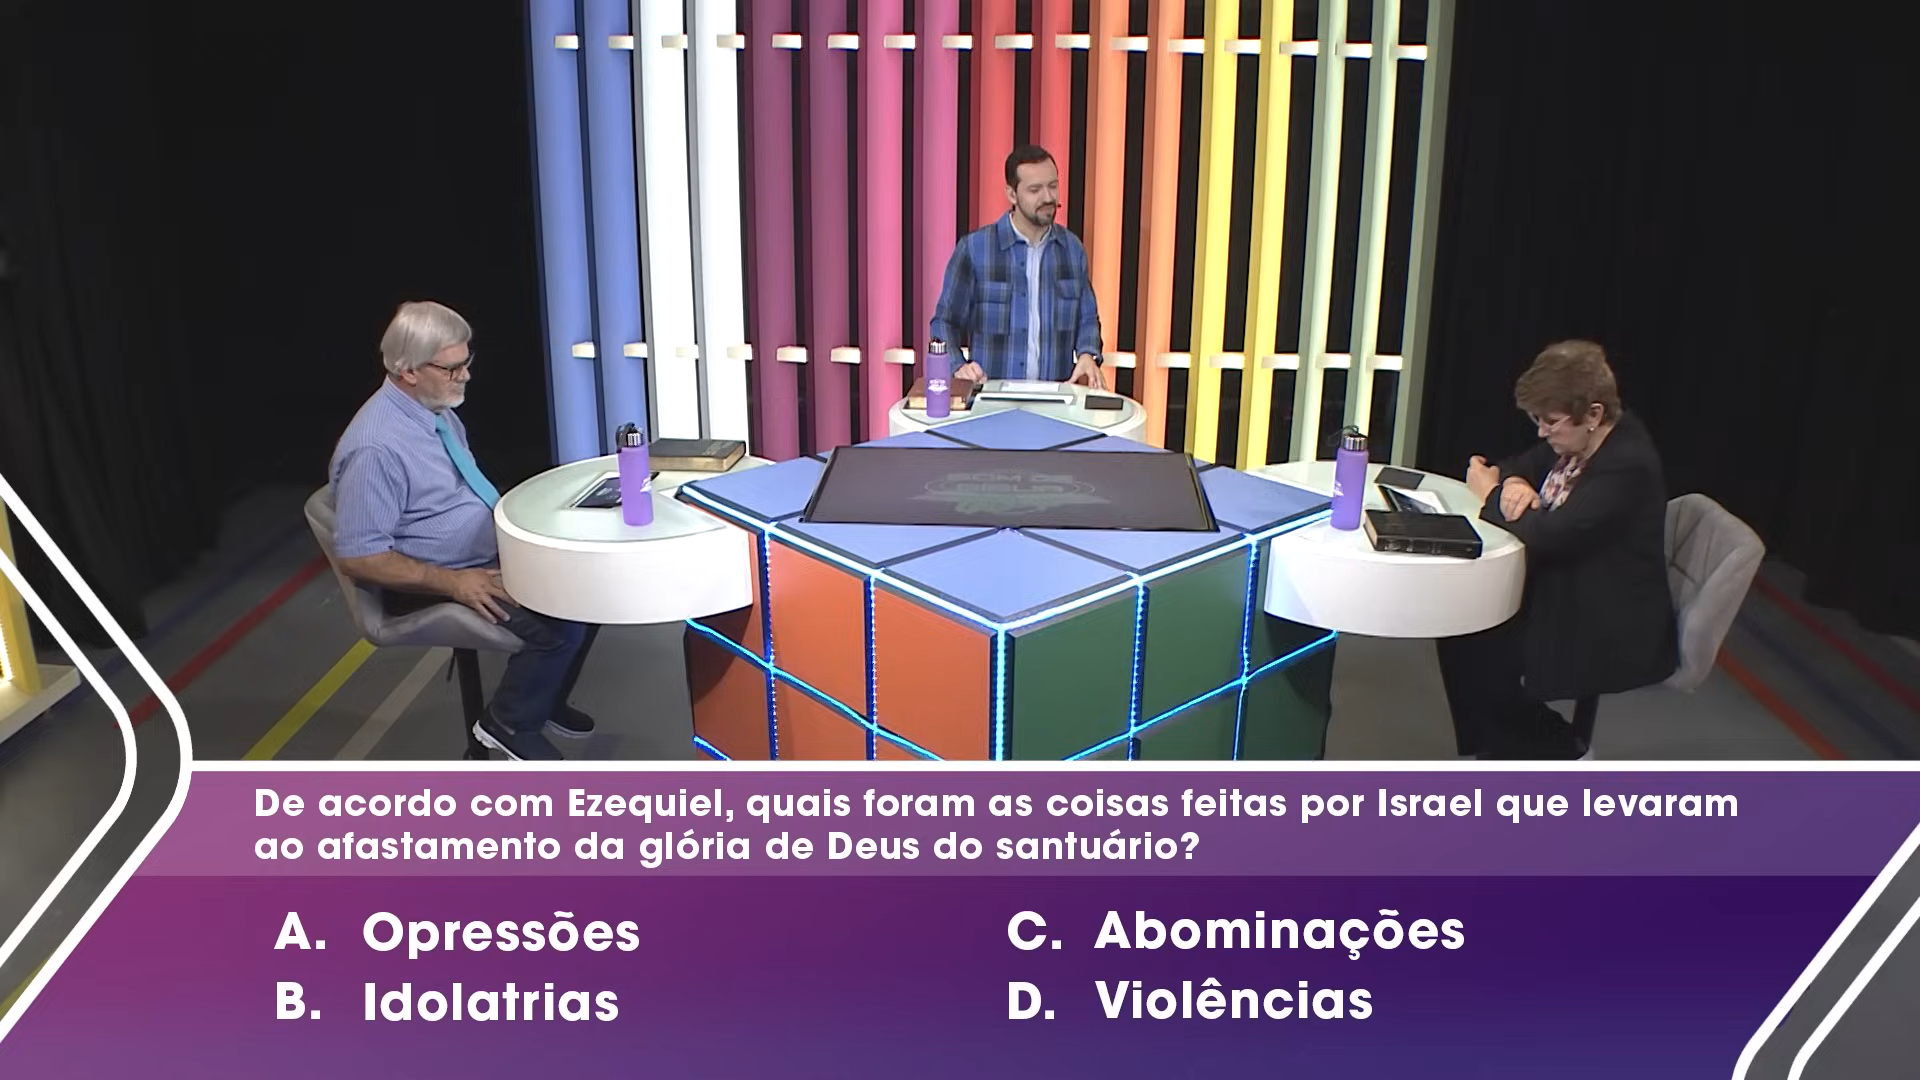 De acordo com Ezequiel, quais foram as coisas feitas por Israel que levaram
ao afastamento da glória de Deus do santuário?
A. Opressões
B. Idolatrias
C. Abominações
D. Violências